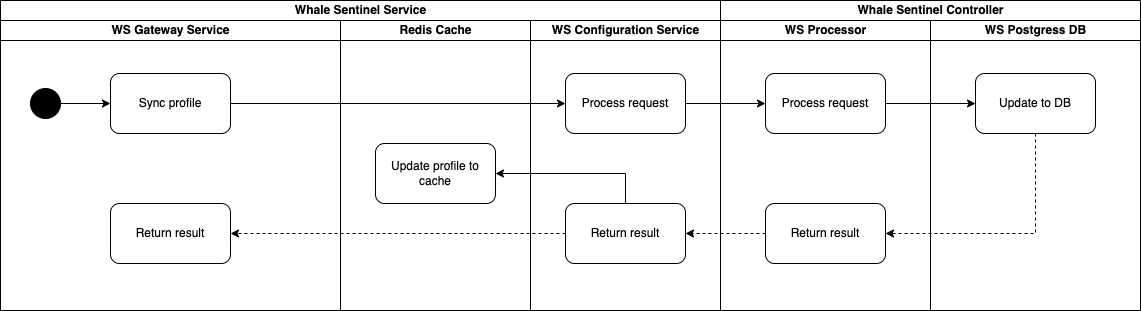 Whale Sentinel Service
Whale Sentinel Controller
WS Gateway Service
Redis Cache
WS Configuration Service
WS Processor
WS Postgress DB
Sync profile
Process request
Process request
Update to DB
Update profile to
cache
Return result
Return result
Return result